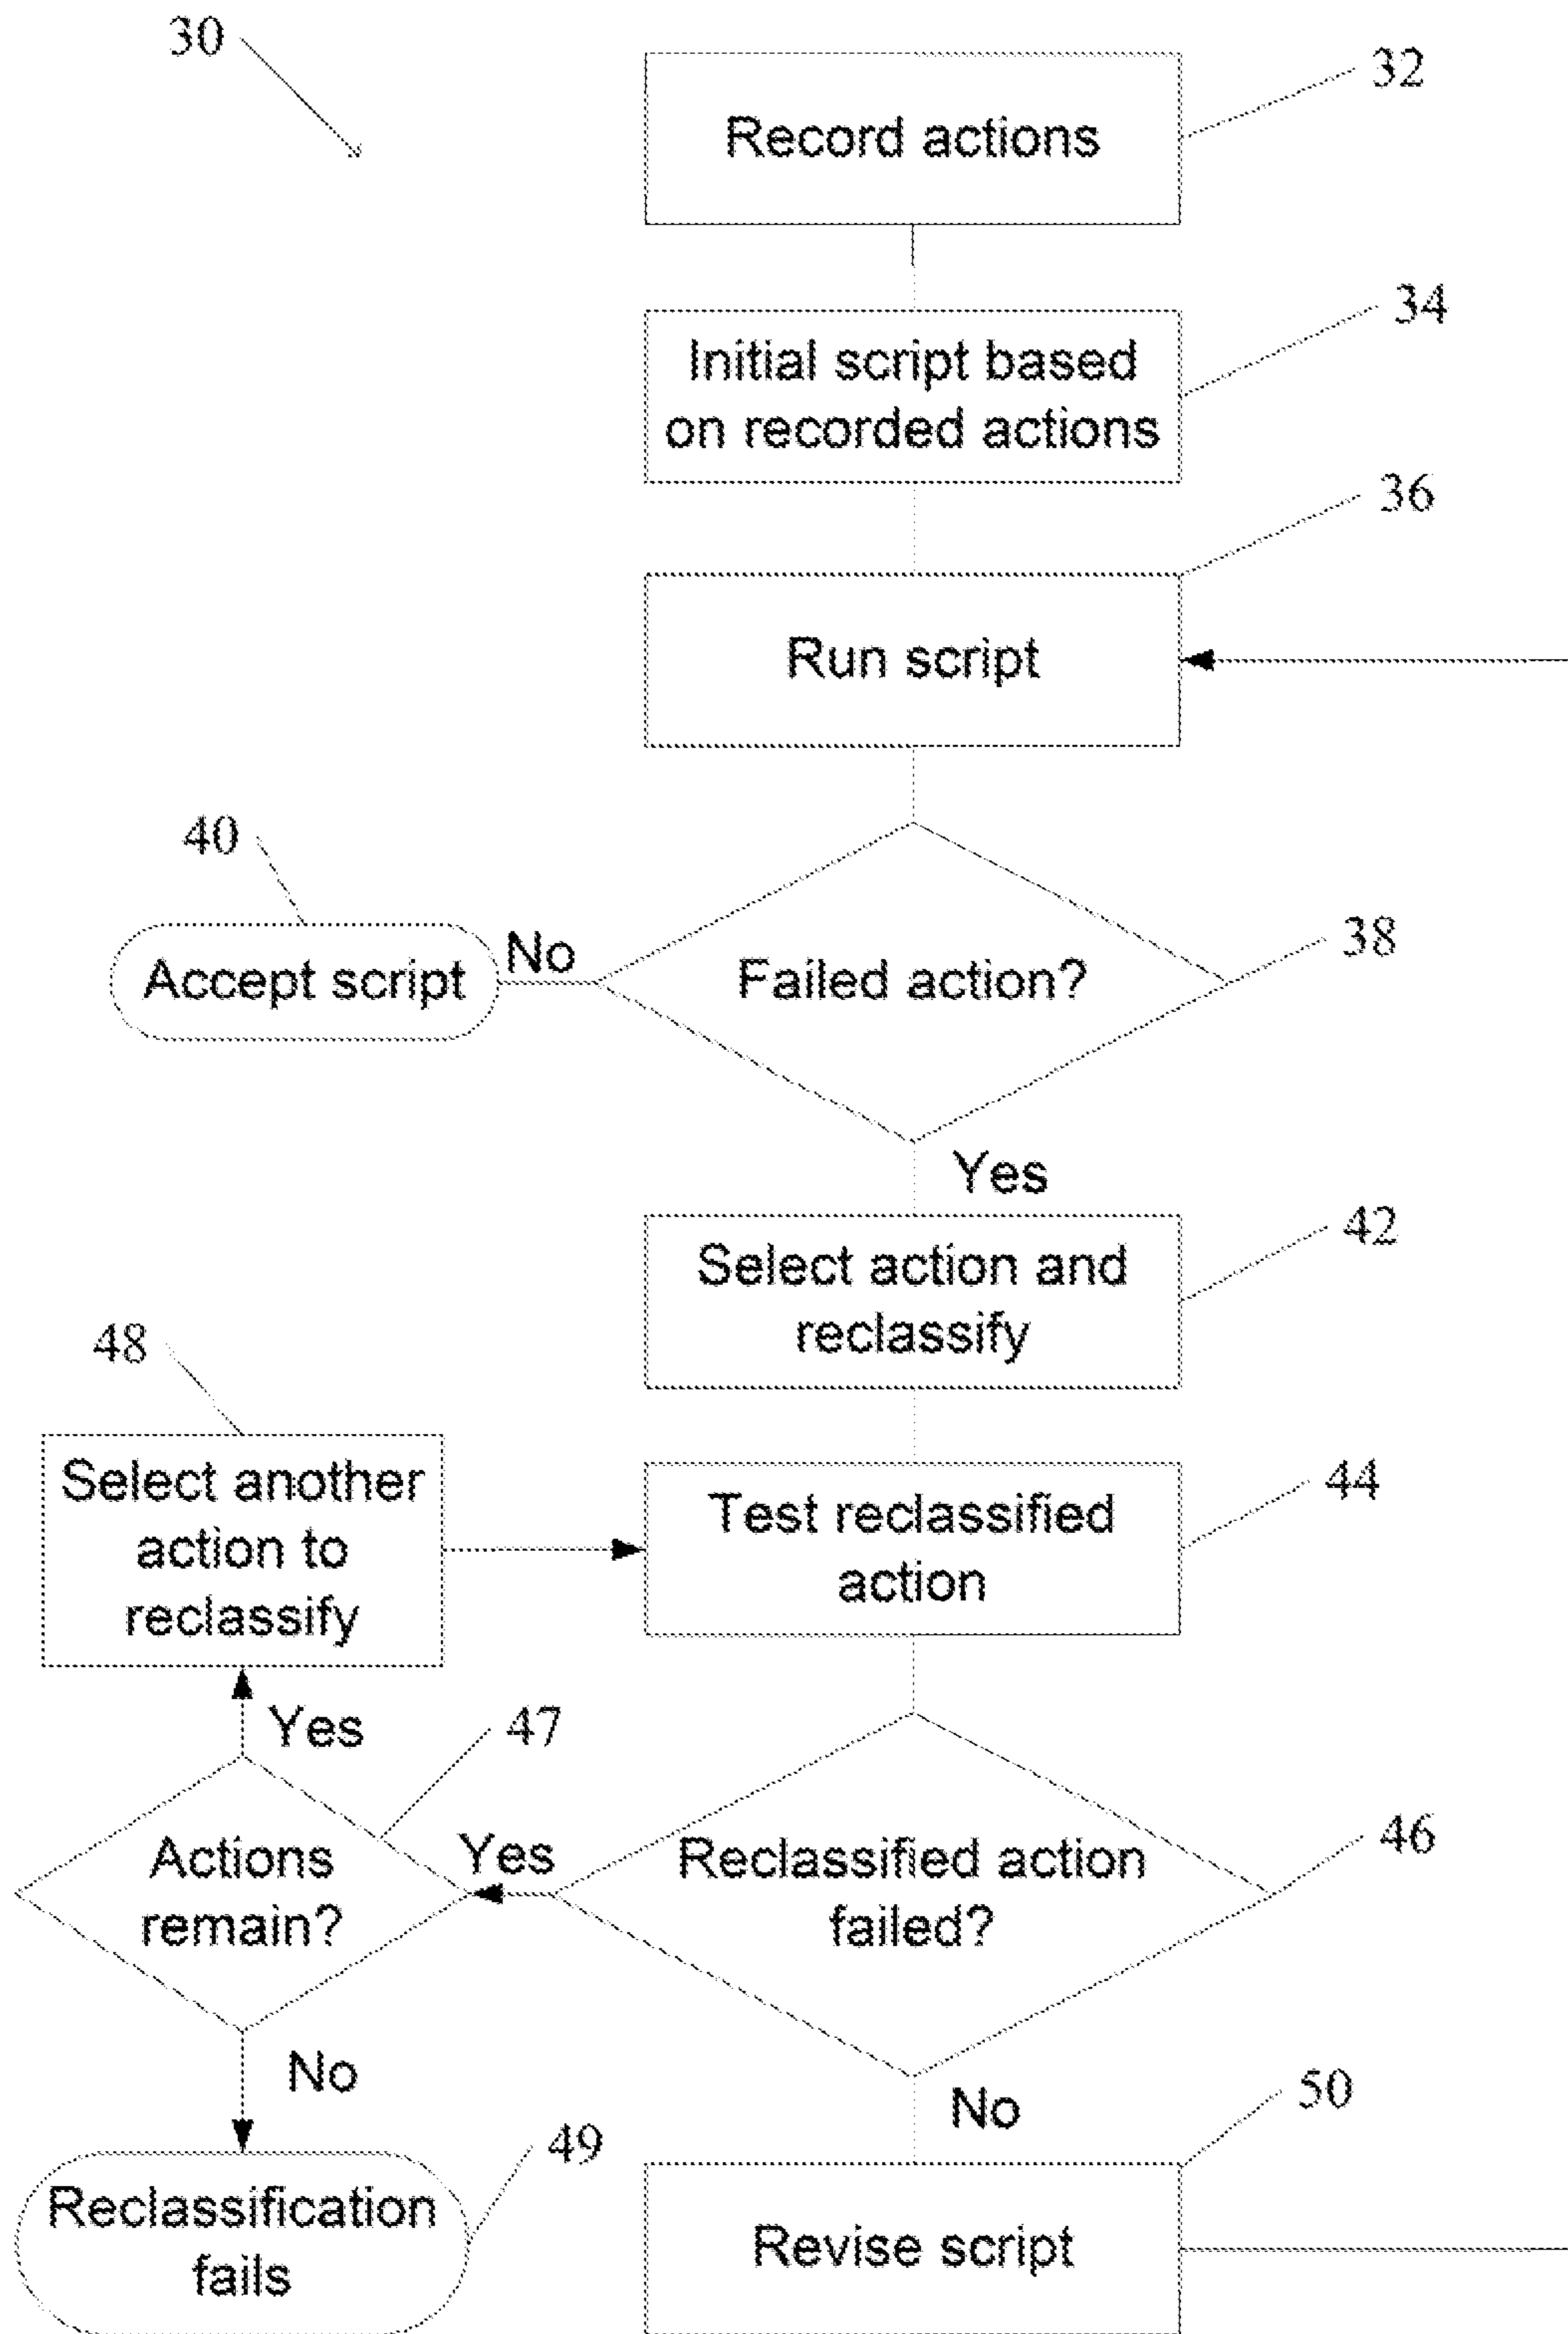 30
32
Record actions
34
Initial script based
on recorded actions
36
Run script
40
38
Accept script
No
Failed action?
Yes
42
Select action and
reclassify
48
44
Select another
action to
reclassify
Test reclassified
action
Yes
47
46
Actions
remain?
Yes
Reclassified action
failed?
No
No
50
49
Reclassification
fails
Revise script